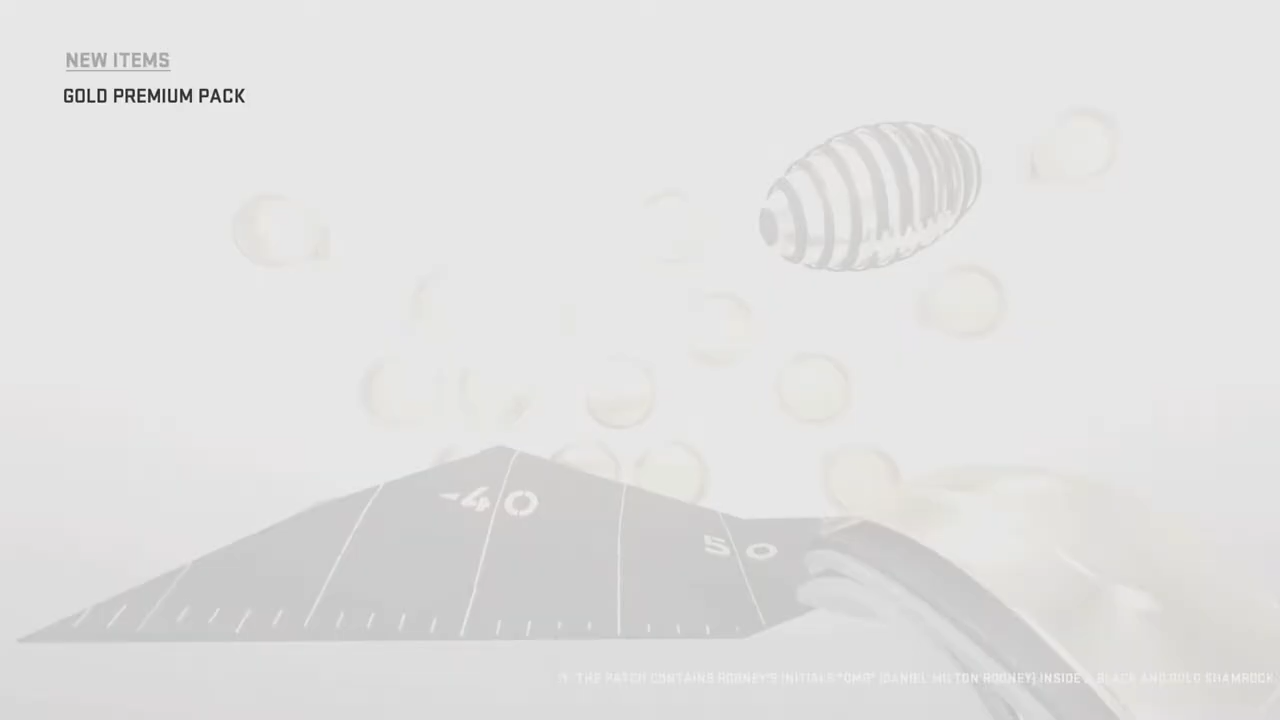 NEW ITEMS
GOLD PREMIUM PACK
-40
50
THE PATCH CONTAINS ROONEY'S INITIALS "DMR" (DANIEL MILTON ROONEY) INSIDE A BLACK AND GOLD SHAMROCK